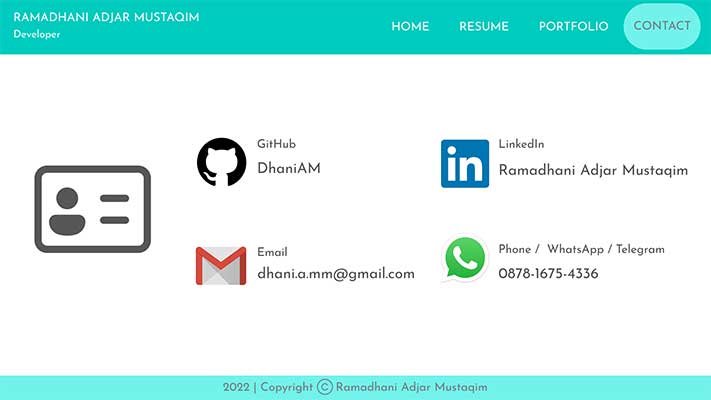 RAMADHANI ADJAR MUSTAQIM
Developer
HOME RESUME PORTFOLIO CONTACT
GitHub
DhaniAM
LinkedIn
Ramadhani Adjar Mustaqim
Email
dhani.a.mm@gmail.com
Phone / WhatsApp / Telegram
0878-1675-4336
2022 | Copyright © Ramadhani Adjar Mustaqim